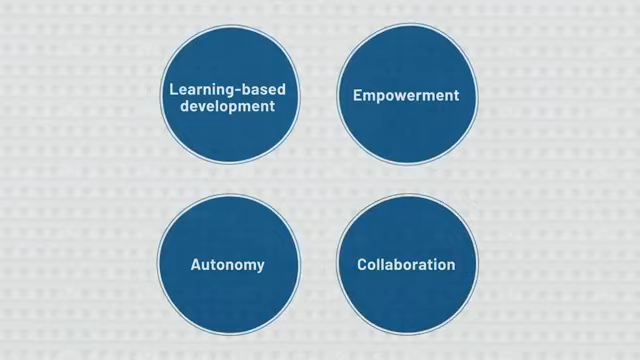 Learning-based
development
Empowerment
Autonomy
Collaboration